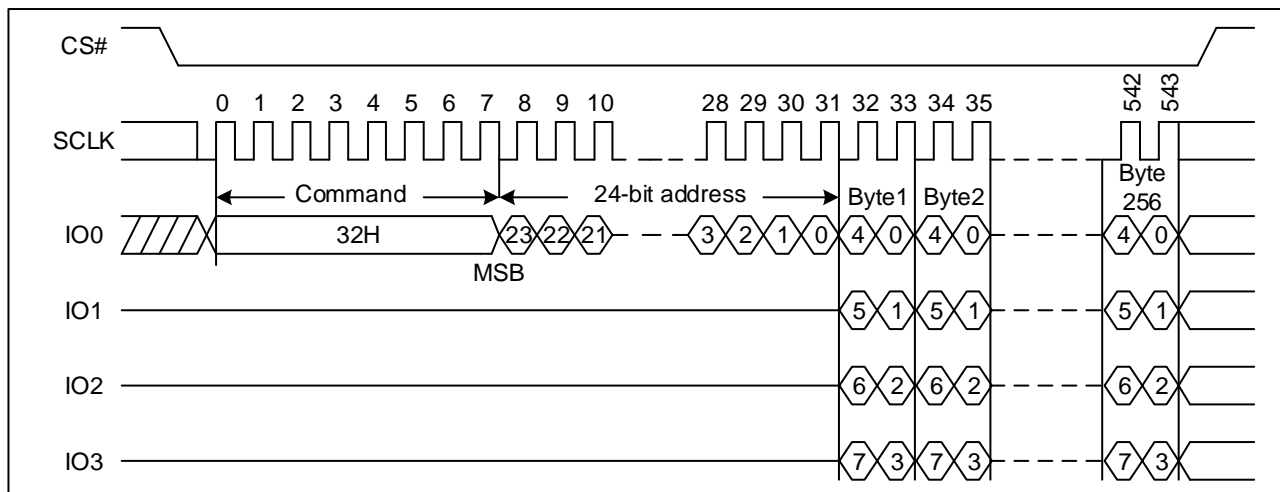 CS#
0 1 2 3 4 5 6 7 8 9 10 28 29 30 31 32 33 34 35 542 543
SCLK
Command 24-bit address Byte1 Byte2 Byte
256
IO0 32H 23 22 21 3 2 1 0 4 0 4 0 4 0
MSB
IO1 5 1 5 1 5 1
IO2 6 2 6 2 6 2
IO3 7 3 7 3 7 3